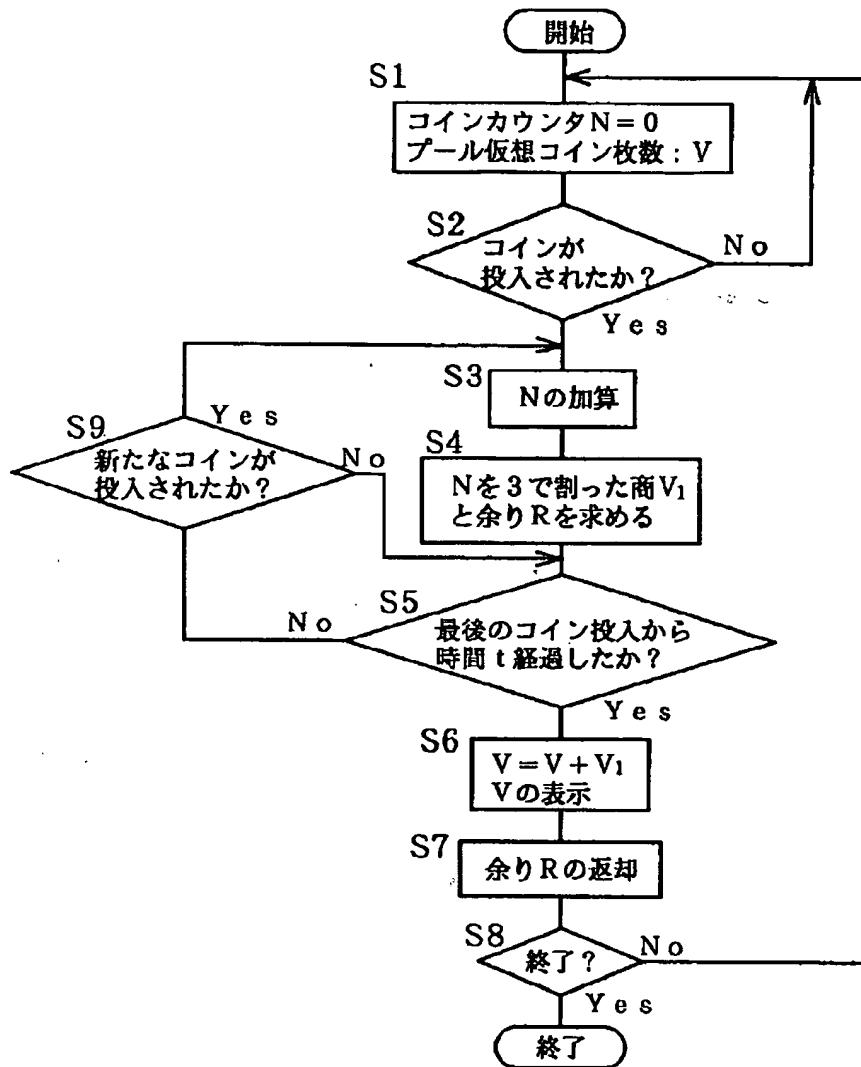 開始
S1
コインカウンタN＝0
プール仮想コイン枚数：V
S2
コインが
投入されたか？
No
Yes
S3
Nの加算
S9
Yes
新たなコインが
投入されたか？
No
S4
Nを3で割った商V₁
と余りRを求める
S5
No
最後のコイン投入から
時間t経過したか？
Yes
S6
V＝V＋V₁
Vの表示
S7
余りRの返却
S8
終了？
No
Yes
終了